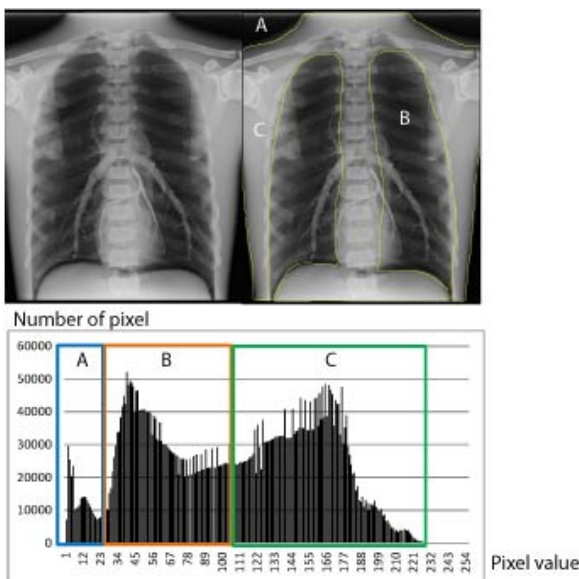 A
C
B
Number of pixel
60000
50000
40000
30000
20000
10000
0
A
B
C
1 12 23 34 45 56 67 78 89 100 111 122 133 144 155 166 177 188 199 210 221 232 243 254
Pixel value